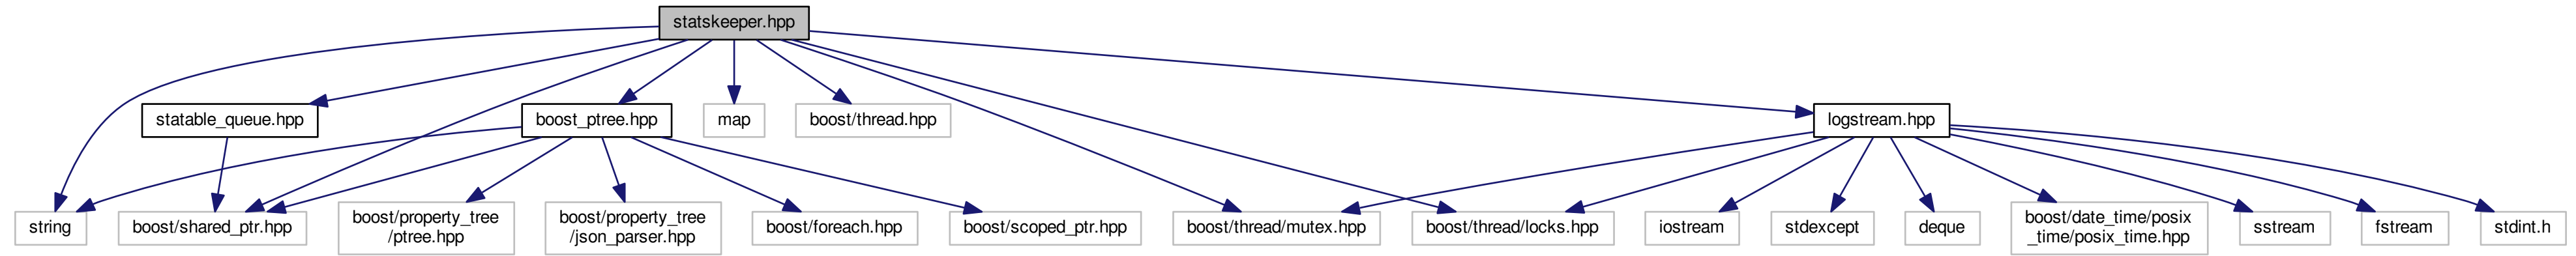 statskeeper.hpp
statable_queue.hpp
boost_ptree.hpp
map
boost/thread.hpp
logstream.hpp
string
boost/shared_ptr.hpp
boost/property_tree
/ptree.hpp
boost/property_tree
/json_parser.hpp
boost/foreach.hpp
boost/scoped_ptr.hpp
boost/thread/mutex.hpp
boost/thread/locks.hpp
iostream
stdexcept
deque
boost/date_time/posix
_time/posix_time.hpp
sstream
fstream
stdint.h